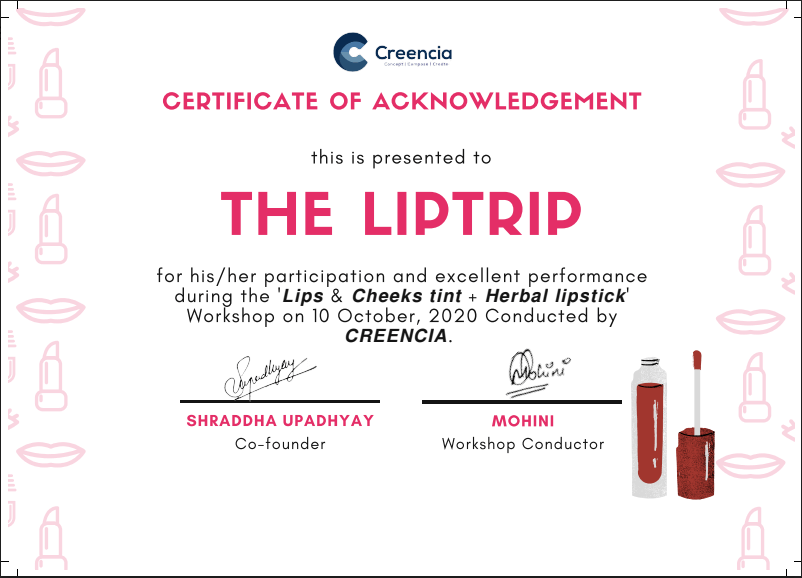 Creencia
Concept | Compose | Create
CERTIFICATE OF ACKNOWLEDGEMENT
this is presented to
THE LIPTRIP
for his/her participation and excellent performance
during the 'Lips & Cheeks tint + Herbal lipstick'
Workshop on 10 October, 2020 Conducted by
CREENCIA.
Supadhyay Mohini
SHRADDHA UPADHYAY MOHINI
Co-founder Workshop Conductor